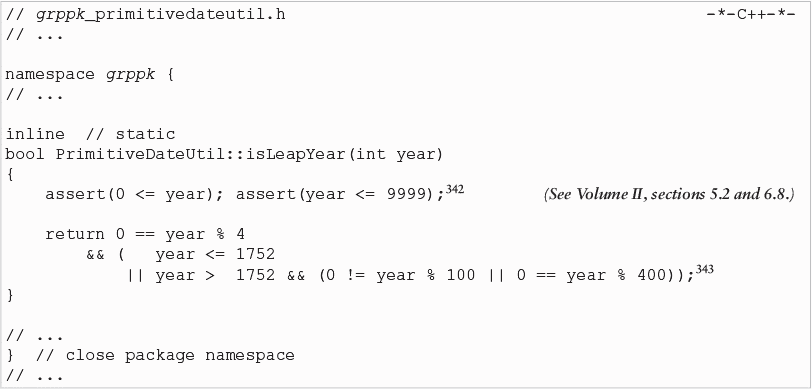 // grppk_primitivedateutil.h -*-C++-*-
// ...
namespace grppk {
// ...
inline // static
bool PrimitiveDateUtil::isLeapYear(int year)
{
assert(0 <= year); assert(year <= 9999);342 (See Volume II, sections 5.2 and 6.8.)
return 0 == year % 4
&& ( year <= 1752
|| year > 1752 && (0 != year % 100 || 0 == year % 400));343
}
// ...
} // close package namespace
// ...